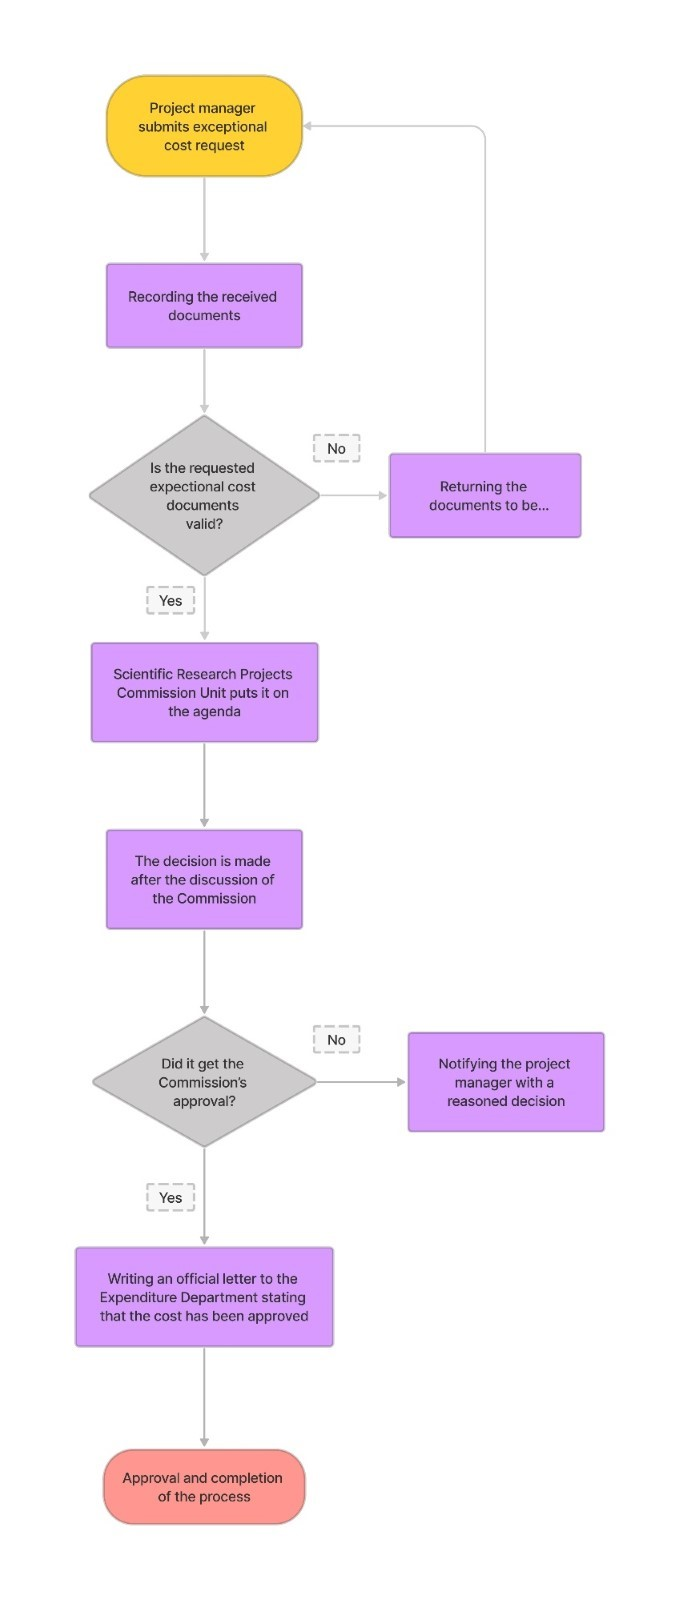 Project manager
submits exceptional
cost request
Recording the received
documents
Is the requested
expectional cost
documents
valid?
No
Returning the
documents to be...
Yes
Scientific Research Projects
Commission Unit puts it on
the agenda
The decision is made
after the discussion of
the Commission
Did it get the
Commission's
approval?
No
Notifying the project
manager with a
reasoned decision
Yes
Writing an official letter to the
Expenditure Department stating
that the cost has been approved
Approval and completion
of the process